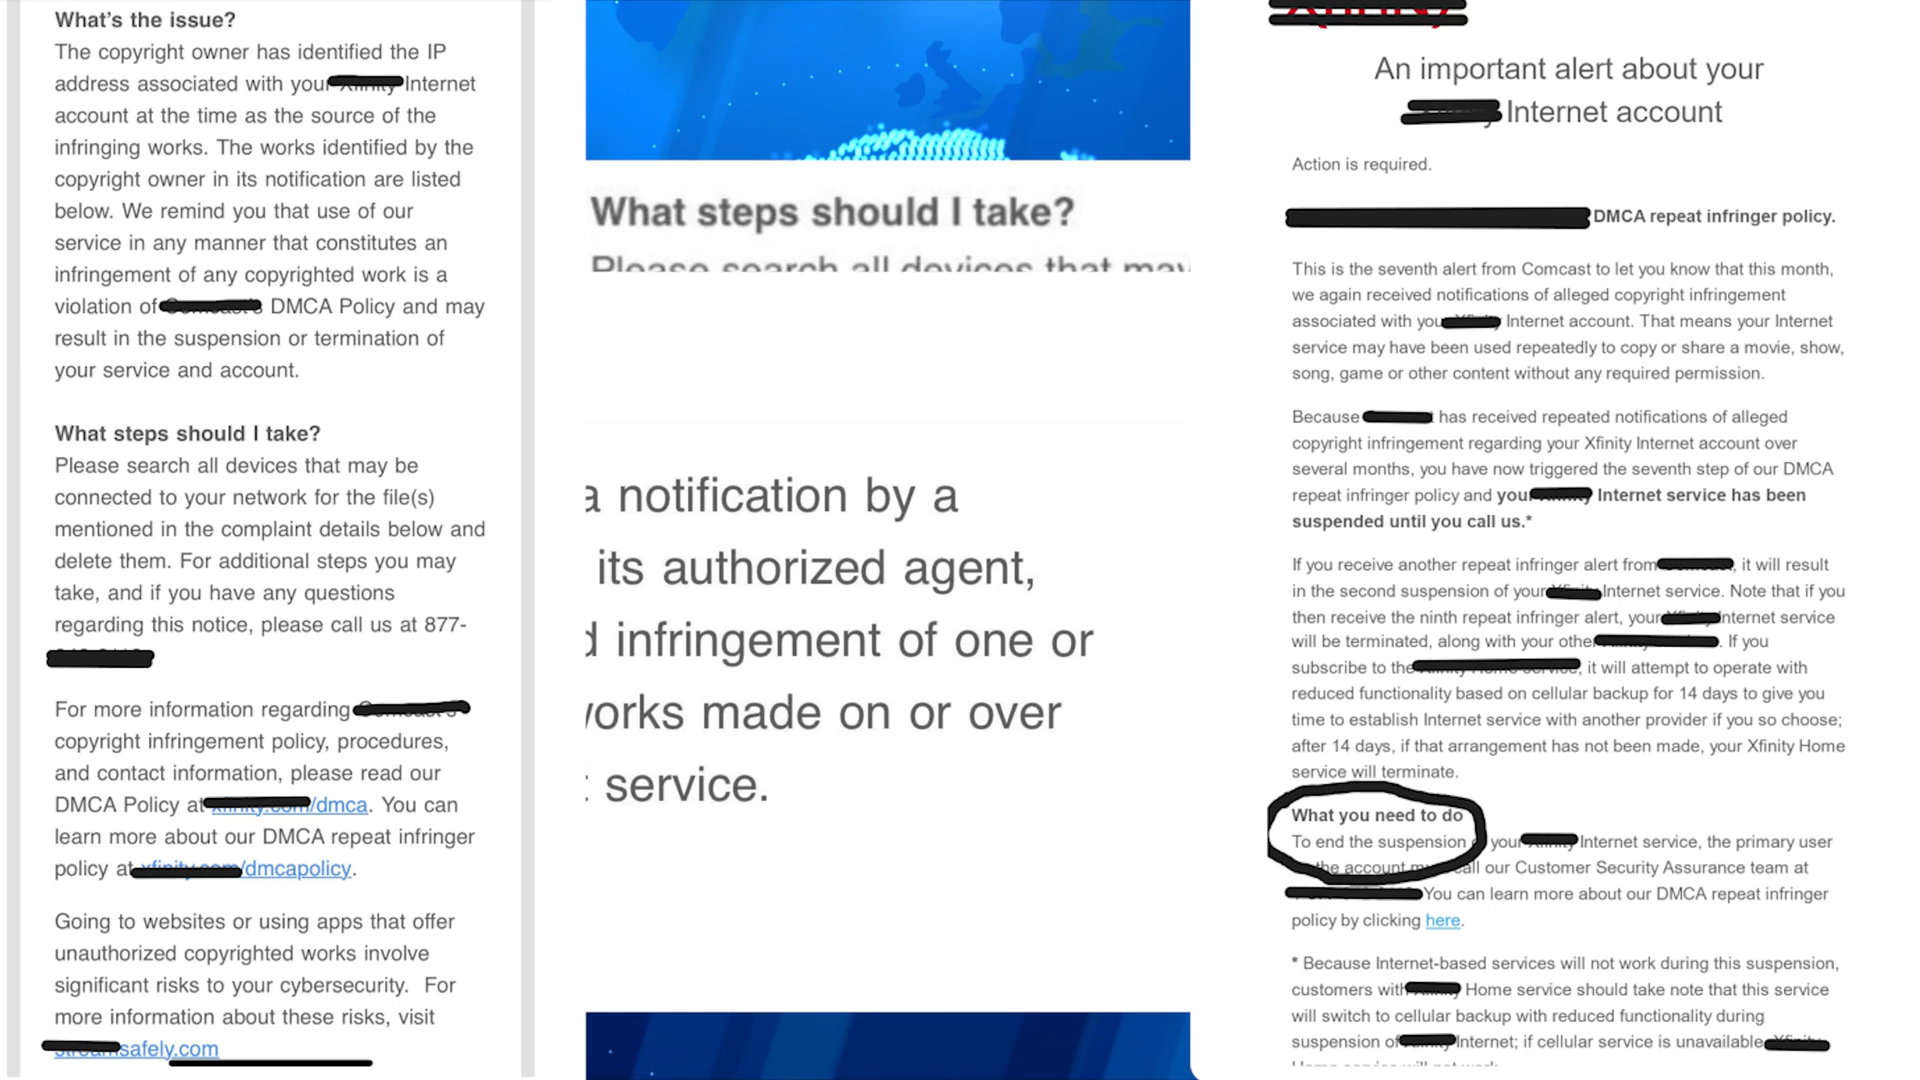 What's the issue?
The copyright owner has identified the IP
address associated with your Internet
account at the time as the source of the
infringing works. The works identified by the
copyright owner in its notification are listed
below. We remind you that use of our
service in any manner that constitutes an
infringement of any copyrighted work is a
violation of DMCA Policy and may
result in the suspension or termination of
your service and account.
What steps should I take?
Please search all devices that may be
connected to your network for the file(s)
mentioned in the complaint details below and
delete them. For additional steps you may
take, and if you have any questions
regarding this notice, please call us at 877-
For more information regarding
copyright infringement policy, procedures,
and contact information, please read our
DMCA Policy at /dmca. You can
learn more about our DMCA repeat infringer
policy at /dmcapolicy.
Going to websites or using apps that offer
unauthorized copyrighted works involve
significant risks to your cybersecurity. For
more information about these risks, visit
safely.com
What steps should I take?
Please search all devices that may
a notification by a
its authorized agent,
d infringement of one or
works made on or over
service.
An important alert about your
Internet account
Action is required.
DMCA repeat infringer policy.
This is the seventh alert from Comcast to let you know that this month,
we again received notifications of alleged copyright infringement
associated with your Internet account. That means your Internet
service may have been used repeatedly to copy or share a movie, show,
song, game or other content without any required permission.
Because has received repeated notifications of alleged
copyright infringement regarding your Xfinity Internet account over
several months, you have now triggered the seventh step of our DMCA
repeat infringer policy and your Internet service has been
suspended until you call us.*
If you receive another repeat infringer alert from , it will result
in the second suspension of your Internet service. Note that if you
then receive the ninth repeat infringer alert, your Internet service
will be terminated, along with your other . If you
subscribe to the , it will attempt to operate with
reduced functionality based on cellular backup for 14 days to give you
time to establish Internet service with another provider if you so choose;
after 14 days, if that arrangement has not been made, your Xfinity Home
service will terminate.
What you need to do
To end the suspension your Internet service, the primary user
the account call our Customer Security Assurance team at
You can learn more about our DMCA repeat infringer
policy by clicking here.
* Because Internet-based services will not work during this suspension,
customers with Home service should take note that this service
will switch to cellular backup with reduced functionality during
suspension of Internet; if cellular service is unavailable